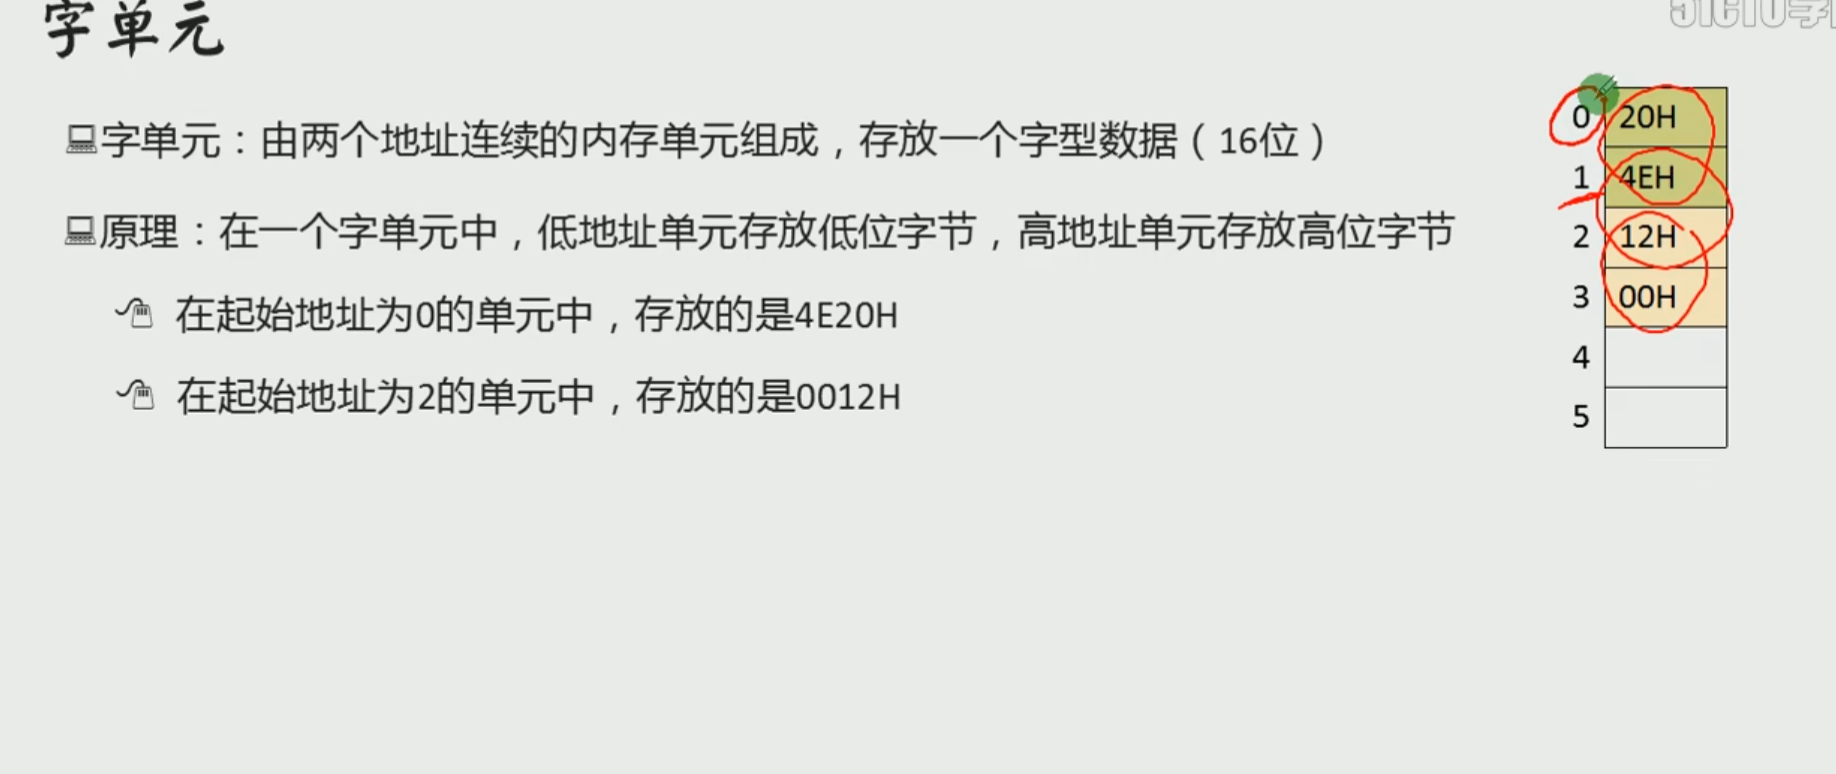 字单元
字单元：由两个地址连续的内存单元组成，存放一个字型数据（16位）
原理：在一个字单元中，低地址单元存放低位字节，高地址单元存放高位字节
在起始地址为0的单元中，存放的是4E20H
在起始地址为2的单元中，存放的是0012H
51CTO学
0 20H
1 4EH
2 12H
3 00H
4
5